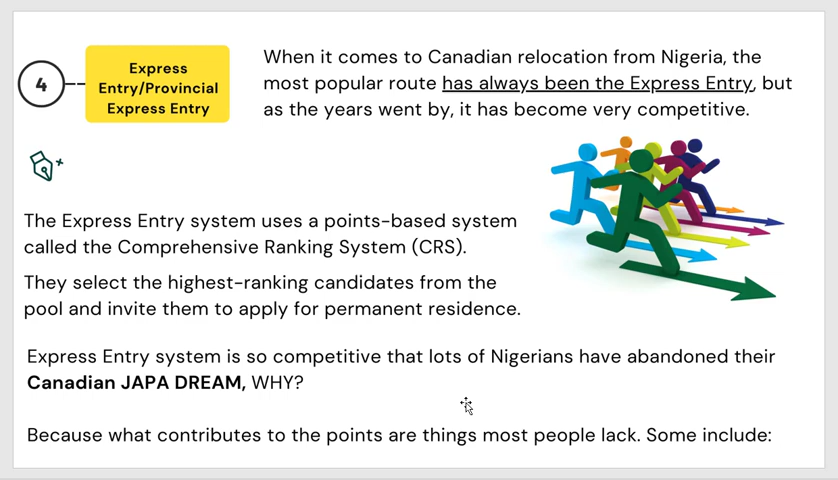 4
Express
Entry/Provincial
Express Entry
When it comes to Canadian relocation from Nigeria, the
most popular route has always been the Express Entry, but
as the years went by, it has become very competitive.
The Express Entry system uses a points-based system
called the Comprehensive Ranking System (CRS).
They select the highest-ranking candidates from the
pool and invite them to apply for permanent residence.
Express Entry system is so competitive that lots of Nigerians have abandoned their
Canadian JAPA DREAM, WHY?
Because what contributes to the points are things most people lack. Some include: